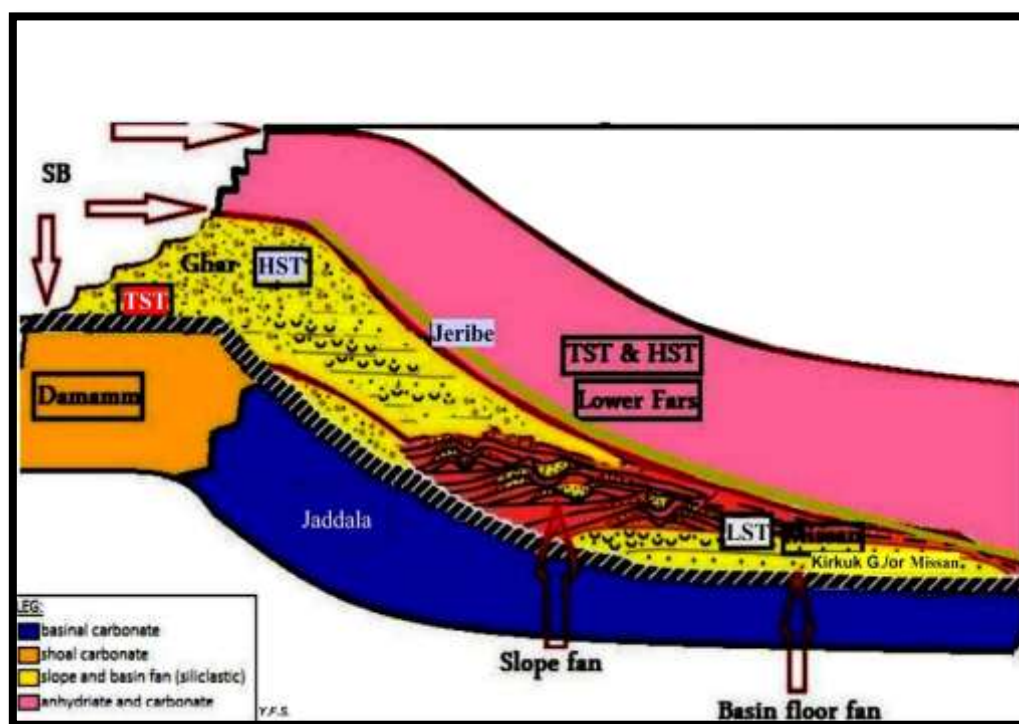 SB
Ghar
HST
TST
Jeribe
TST & HST
Lower Fars
Damamm
Jaddala
LST
Missan
Kirkuk G./or Missan.
Slope fan
Basin floor fan
LEG:
basinal carbonate
shoal carbonate
slope and basin fan (siliclastic)
anhydriate and carbonate
Y.F.S.